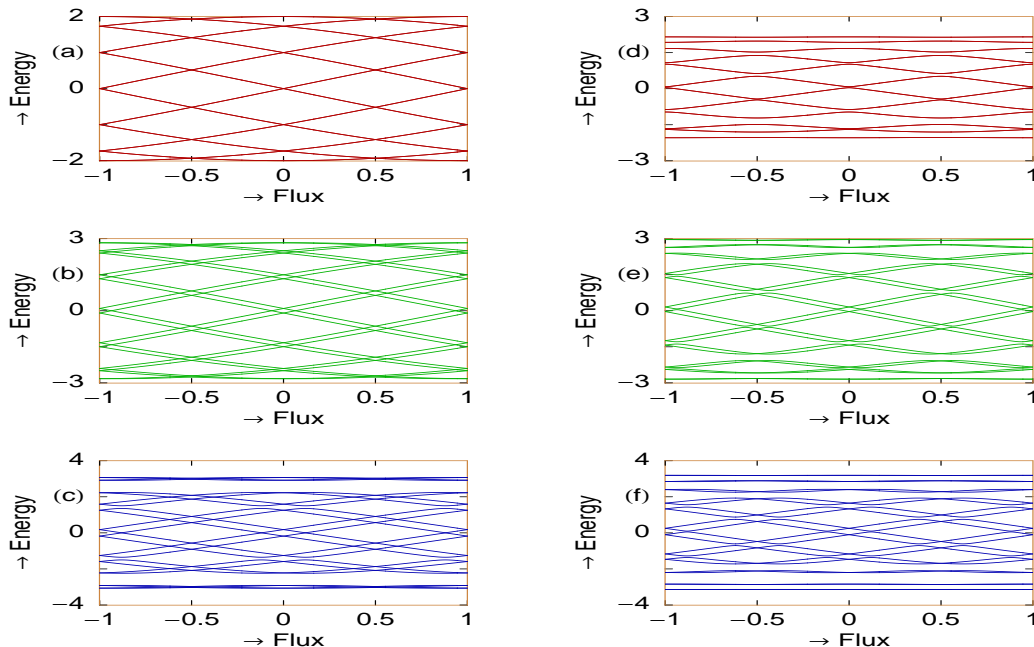 2
(a)
0
−2
−1 −0.5 0 0.5 1
→ Flux
→ Energy
3
(d)
0
3
−1 −0.5 0 0.5 1
→ Flux
→ Energy
3
(b)
0
−3
−1 −0.5 0 0.5 1
→ Flux
→ Energy
3
(e)
0
−3
−1 −0.5 0 0.5 1
→ Flux
→ Energy
4
(c)
0
−4
−1 −0.5 0 0.5 1
→ Flux
→ Energy
4
(f)
0
−4
−1 −0.5 0 0.5 1
→ Flux
→ Energy